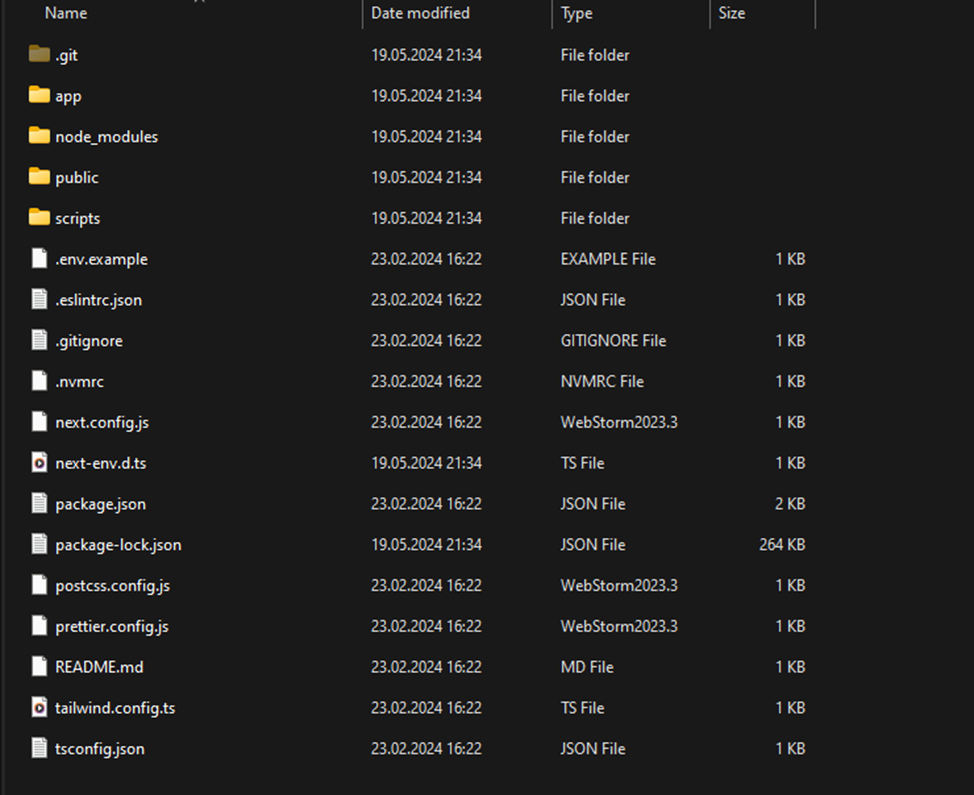 Name Date modified Type Size
.git 19.05.2024 21:34 File folder
app 19.05.2024 21:34 File folder
node_modules 19.05.2024 21:34 File folder
public 19.05.2024 21:34 File folder
scripts 19.05.2024 21:34 File folder
.env.example 23.02.2024 16:22 EXAMPLE File 1 KB
.eslintrc.json 23.02.2024 16:22 JSON File 1 KB
.gitignore 23.02.2024 16:22 GITIGNORE File 1 KB
.nvmrc 23.02.2024 16:22 NVMRC File 1 KB
next.config.js 23.02.2024 16:22 WebStorm2023.3 1 KB
next-env.d.ts 19.05.2024 21:34 TS File 1 KB
package.json 23.02.2024 16:22 JSON File 2 KB
package-lock.json 19.05.2024 21:34 JSON File 264 KB
postcss.config.js 23.02.2024 16:22 WebStorm2023.3 1 KB
prettier.config.js 23.02.2024 16:22 WebStorm2023.3 1 KB
README.md 23.02.2024 16:22 MD File 1 KB
tailwind.config.ts 23.02.2024 16:22 TS File 1 KB
tsconfig.json 23.02.2024 16:22 JSON File 1 KB